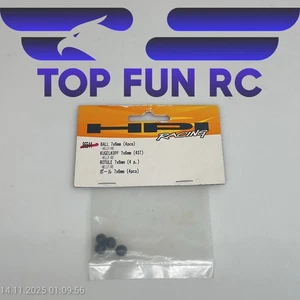 TOP FUN RC
HPI
RACING
BALL 7x6mm (4pcs)
KUGELKOPF 7x6mm (4ST)
ROTULE 7x6mm (4 p.)
ボール 7x6mm (4pcs)
14.11.2025 01:09:56